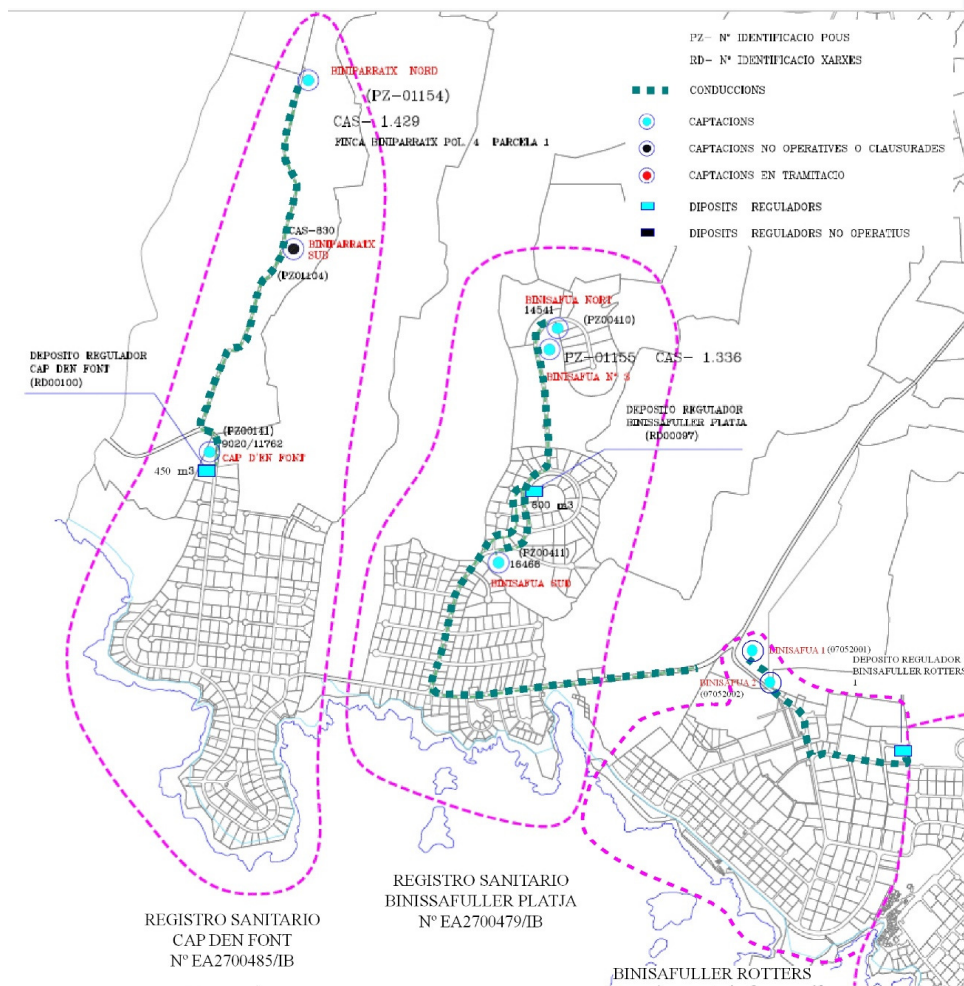 PZ- Nº IDENTIFICACIO POUS
RD- Nº IDENTIFICACIO XARXES
CONDUCCIONS
CAPTACIONS
CAPTACIONS NO OPERATIVES O CLAUSURADES
CAPTACIONS EN TRAMITACIO
DIPOSITS REGULADORS
DIPOSITS REGULADORS NO OPERATIUS
BINIPARRATX NORD
(PZ-01154)
CAS- 1.429
FINCA BINIPARRATX POL. 4 PARCELA 1
CAS-830
BINIPARRATX
SUD
(PZ01104)
DEPOSITO REGULADOR
CAP DEN FONT
(RD00100)
(PZ00141)
9020/11762
CAP D'EN FONT
450 m3
BINISAFUA NORT
14541
(PZ00410)
PZ-01155 CAS- 1.336
BINISAFUA Nº 3
DEPOSITO REGULADOR
BINISSAFULLER PLATJA
(RD00097)
600 m3
(PZ00411)
16466
BINISAFUA SUD
BINISAFUA 1 (07052001)
BINISAFUA 2
(07052002)
DEPOSITO REGULADOR
BINISAFULLER ROTTERS
1
REGISTRO SANITARIO
CAP DEN FONT
Nº EA2700485/IB
REGISTRO SANITARIO
BINISSAFULLER PLATJA
Nº EA2700479/IB
BINISAFULLER ROTTERS